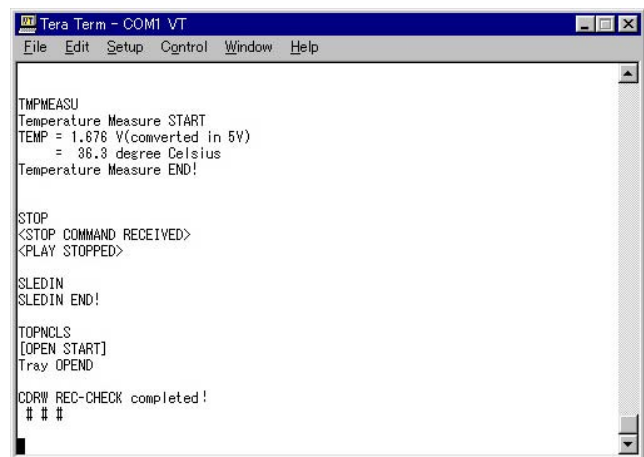 Tera Term - COM1 VT
File Edit Setup Control Window Help
TMPMEASU
Temperature Measure START
TEMP = 1.676 V(comverted in 5V)
= 36.3 degree Celsius
Temperature Measure END!
STOP
<STOP COMMAND RECEIVED>
<PLAY STOPPED>
SLEDIN
SLEDIN END!
TOPNCLS
[OPEN START]
Tray OPEND
CDRW REC-CHECK completed!
# # #